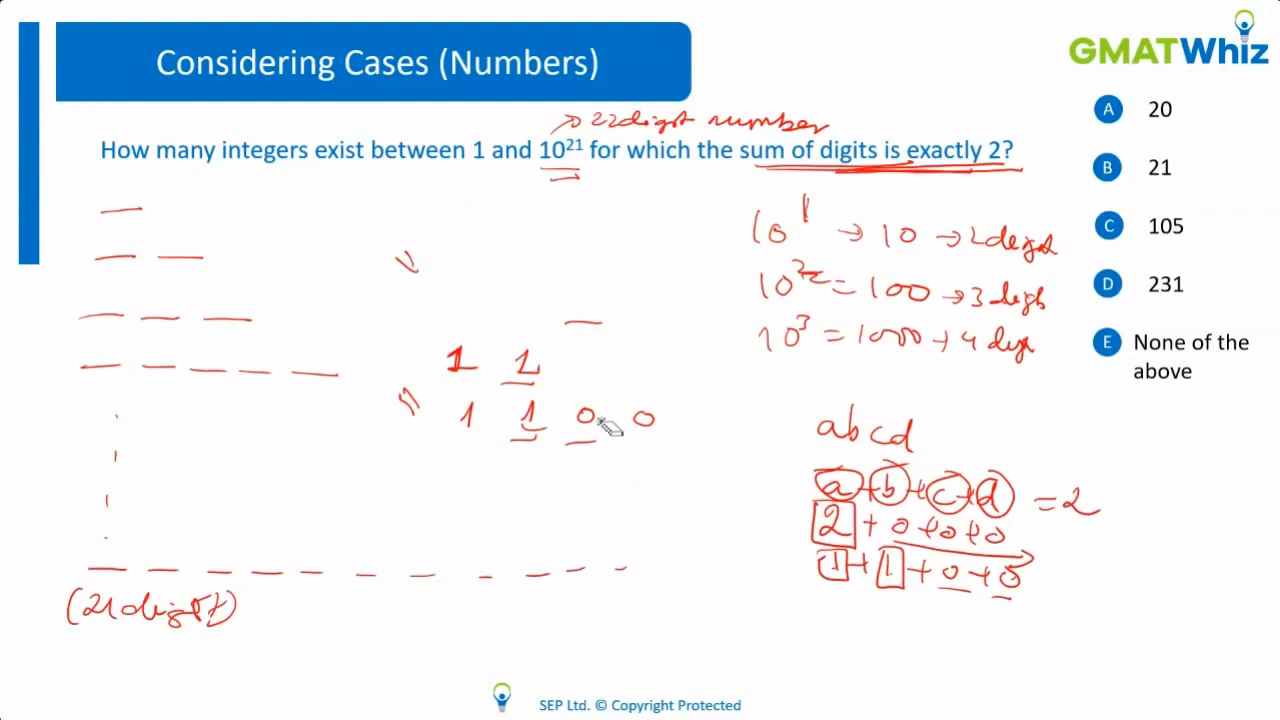 Considering Cases (Numbers)
GMATWhiz
→ 22 digit number
How many integers exist between 1 and 10²¹ for which the sum of digits is exactly 2?
A 20
B 21
C 105
D 231
E None of the
above
10¹ → 10 → 2 digit
10² = 100 → 3 digits
10³ = 1000 → 4 digit
1 1
1 1 0 0
abcd
a+b+c+d = 2
2+0+0+0
1+1+0+0
(21 digit)
SEP Ltd. © Copyright Protected